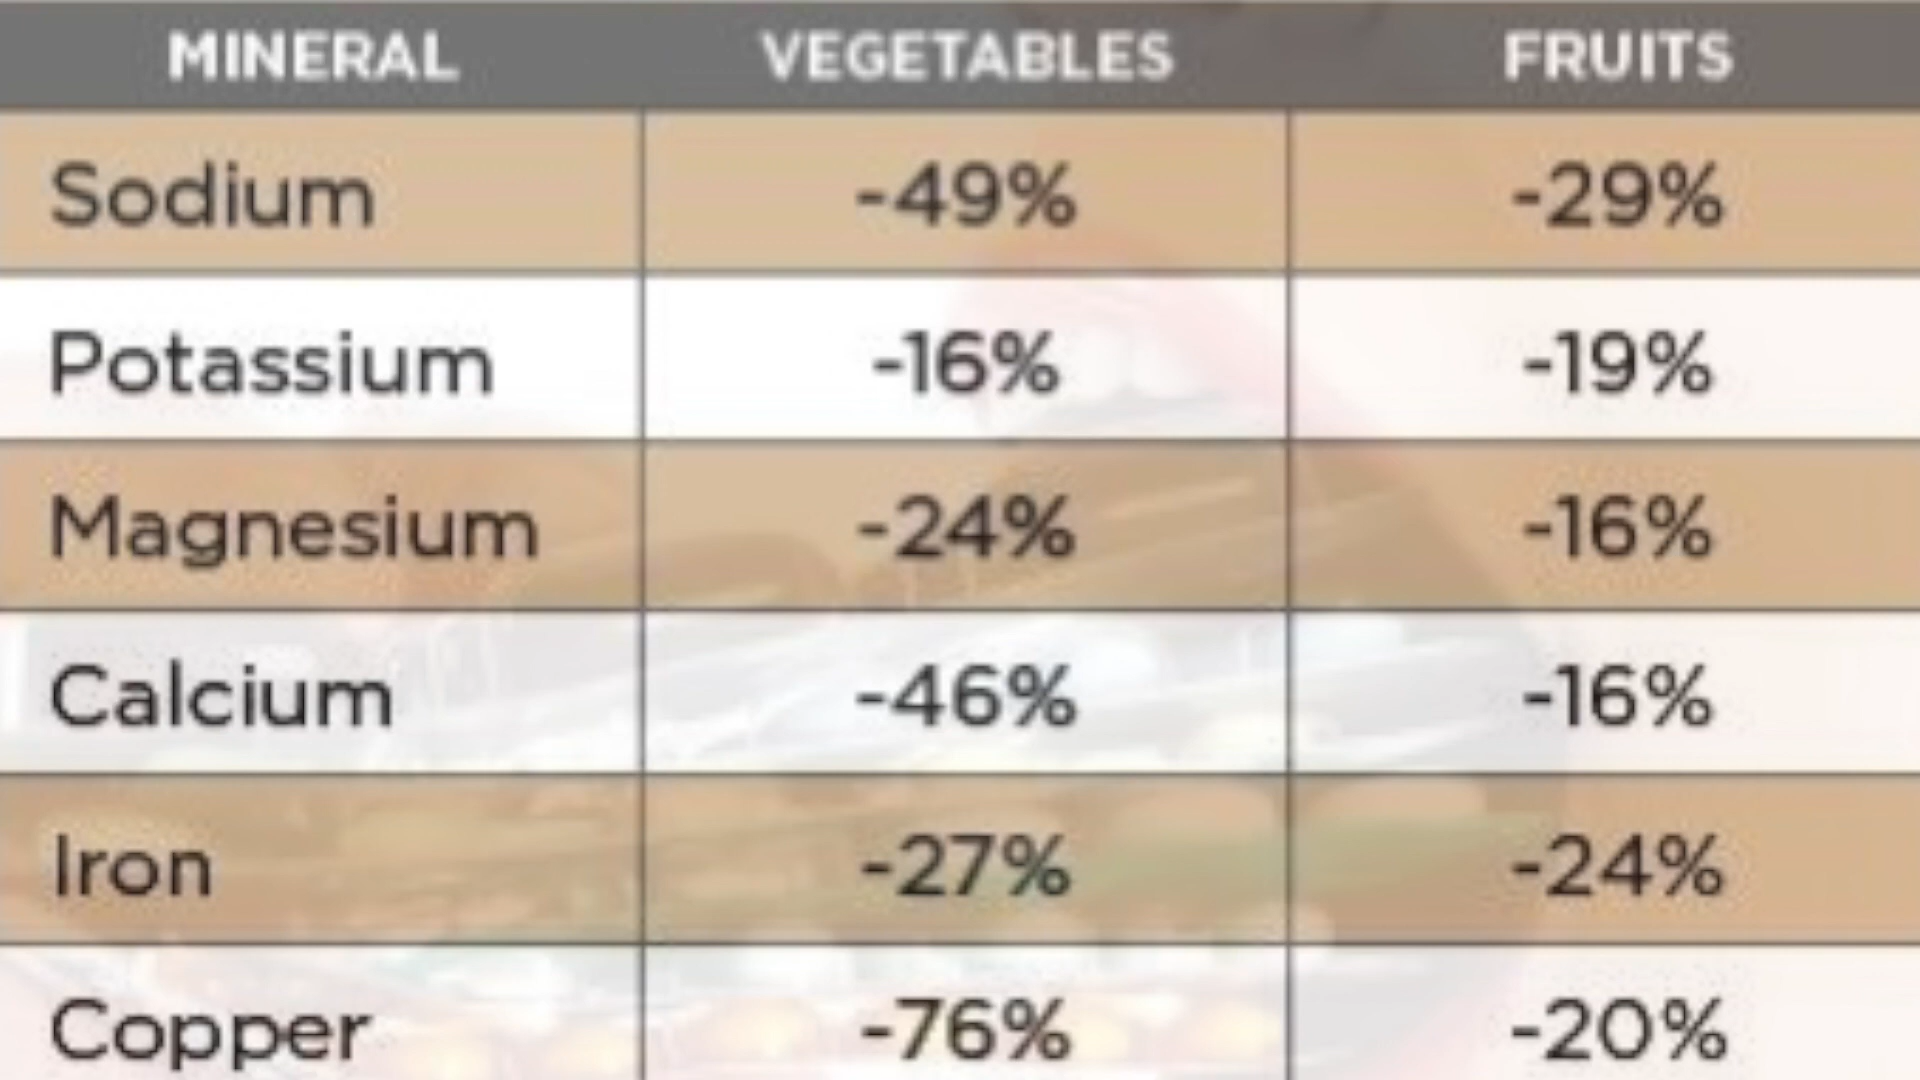 MINERAL VEGETABLES FRUITS
Sodium -49% -29%
Potassium -16% -19%
Magnesium -24% -16%
Calcium -46% -16%
Iron -27% -24%
Copper -76% -20%